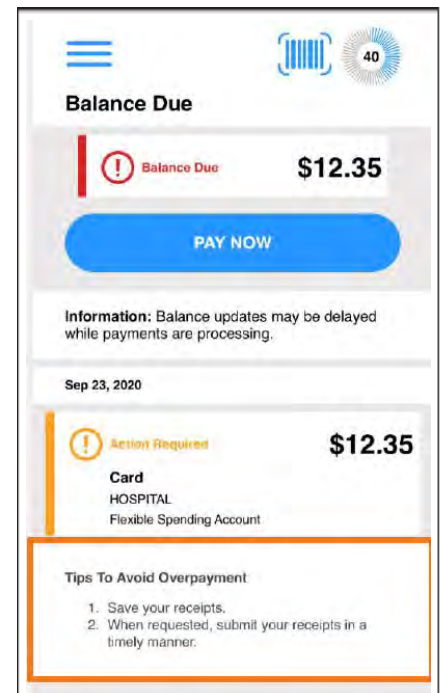 40
Balance Due
Balance Due $12.35
PAY NOW
Information: Balance updates may be delayed
while payments are processing.
Sep 23, 2020
Action Required $12.35
Card
HOSPITAL
Flexible Spending Account
Tips To Avoid Overpayment
1. Save your receipts.
2. When requested, submit your receipts in a
timely manner.